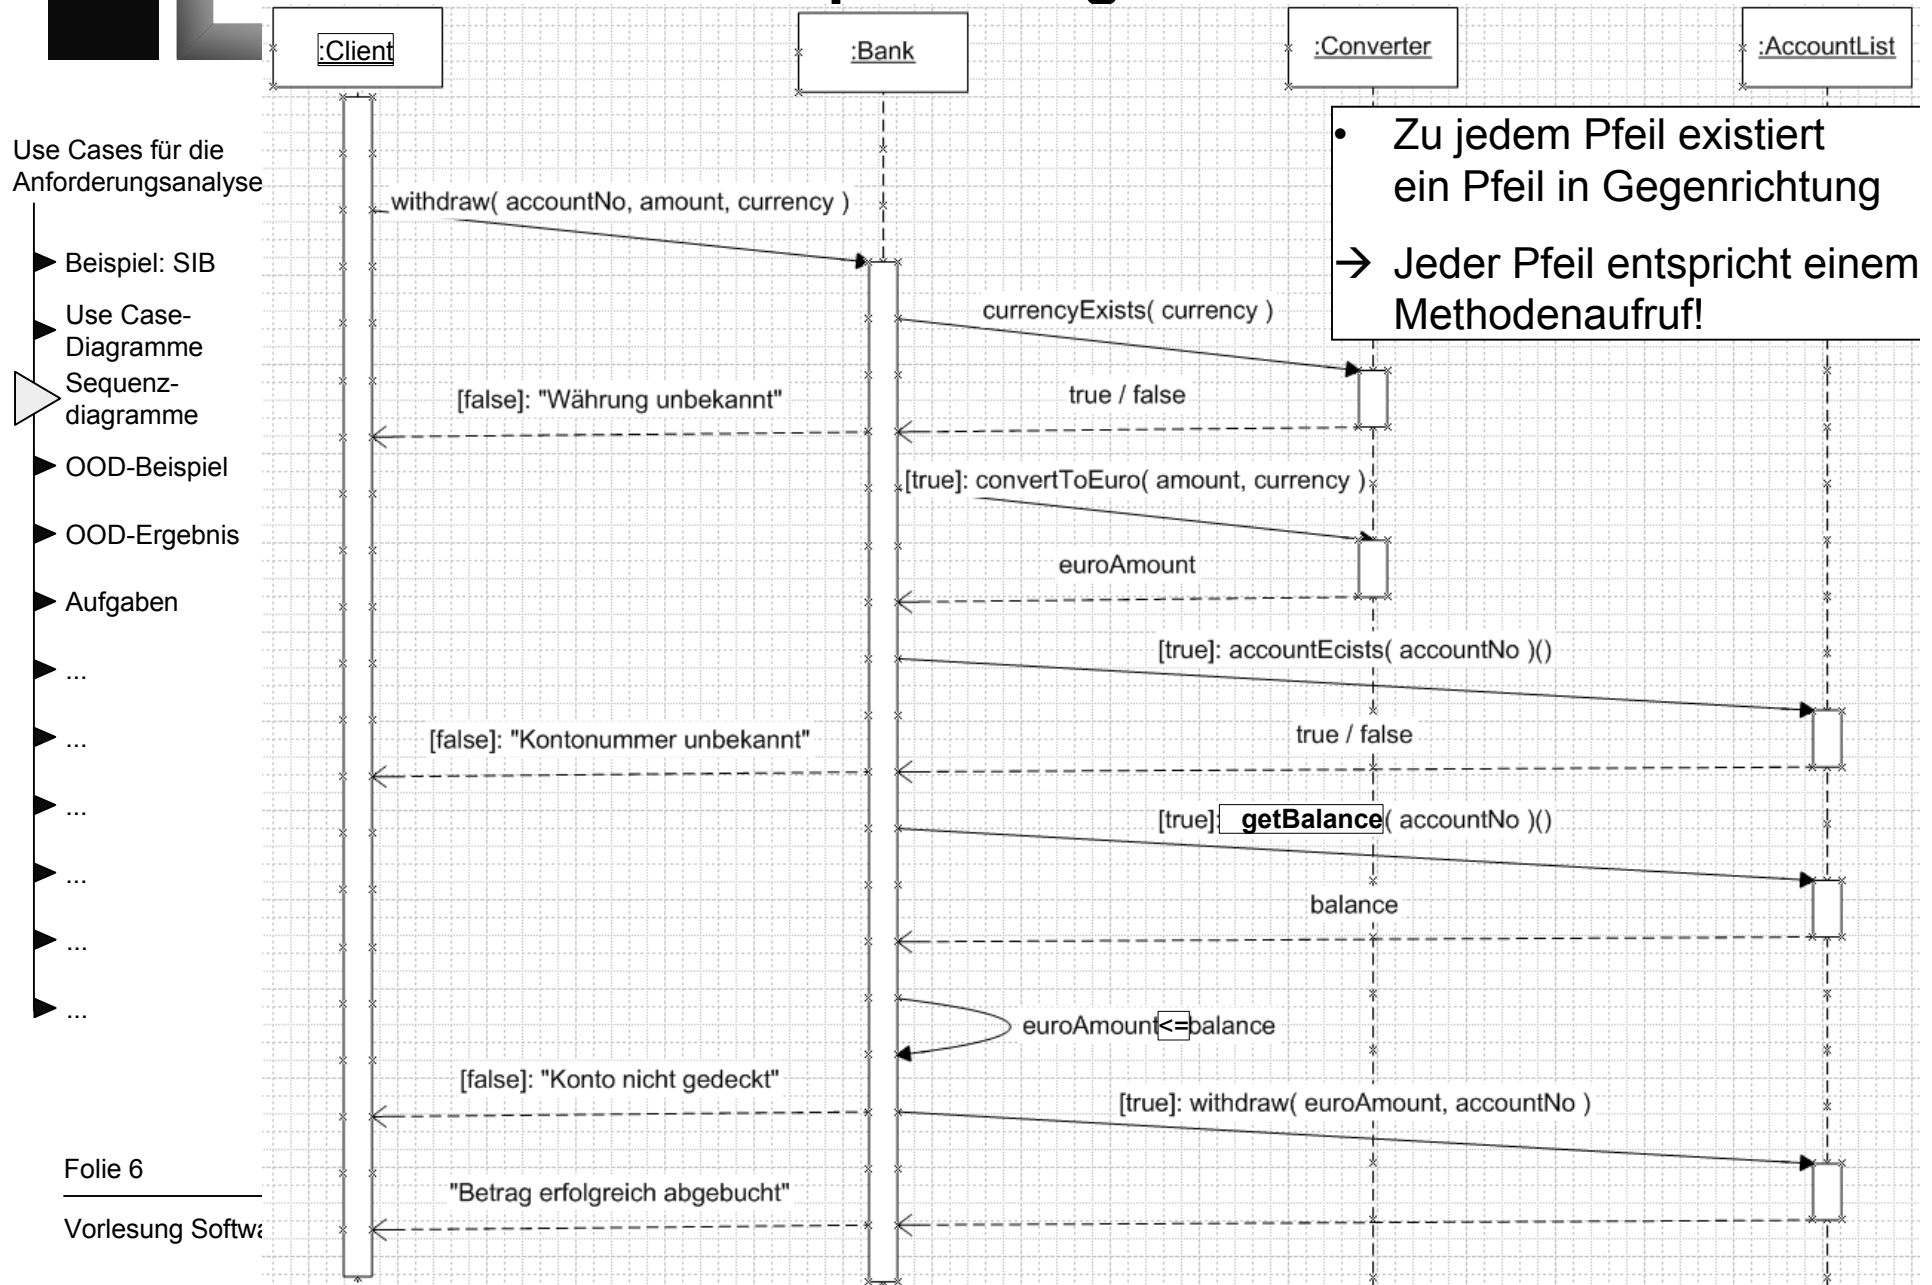 :Client
:Bank
:Converter
:AccountList
Zu jedem Pfeil existiert
ein Pfeil in Gegenrichtung
→ Jeder Pfeil entspricht einem
Methodenaufruf!
Use Cases für die
Anforderungsanalyse
Beispiel: SIB
Use Case-
Diagramme
Sequenz-
diagramme
OOD-Beispiel
OOD-Ergebnis
Aufgaben
...
...
...
...
...
...
Folie 6
Vorlesung Softwa
withdraw( accountNo, amount, currency )
currencyExists( currency )
true / false
[false]: "Währung unbekannt"
[true]: convertToEuro( amount, currency )
euroAmount
[true]: accountEcists( accountNo )()
true / false
[false]: "Kontonummer unbekannt"
[true]: getBalance( accountNo )()
balance
euroAmount<=balance
[false]: "Konto nicht gedeckt"
[true]: withdraw( euroAmount, accountNo )
"Betrag erfolgreich abgebucht"